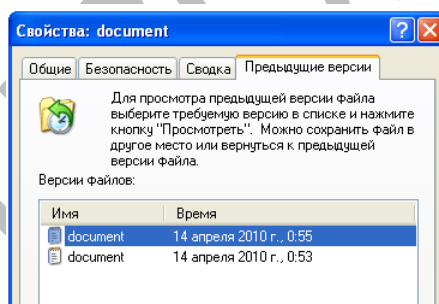 Свойства: document
Общие Безопасность Сводка Предыдущие версии
Для просмотра предыдущей версии файла
выберите требуемую версию в списке и нажмите
кнопку "Просмотреть". Можно сохранить файл в
другое место или вернуться к предыдущей
версии файла.
Версии файлов:
Имя Время
document 14 апреля 2010 г., 0:55
document 14 апреля 2010 г., 0:53